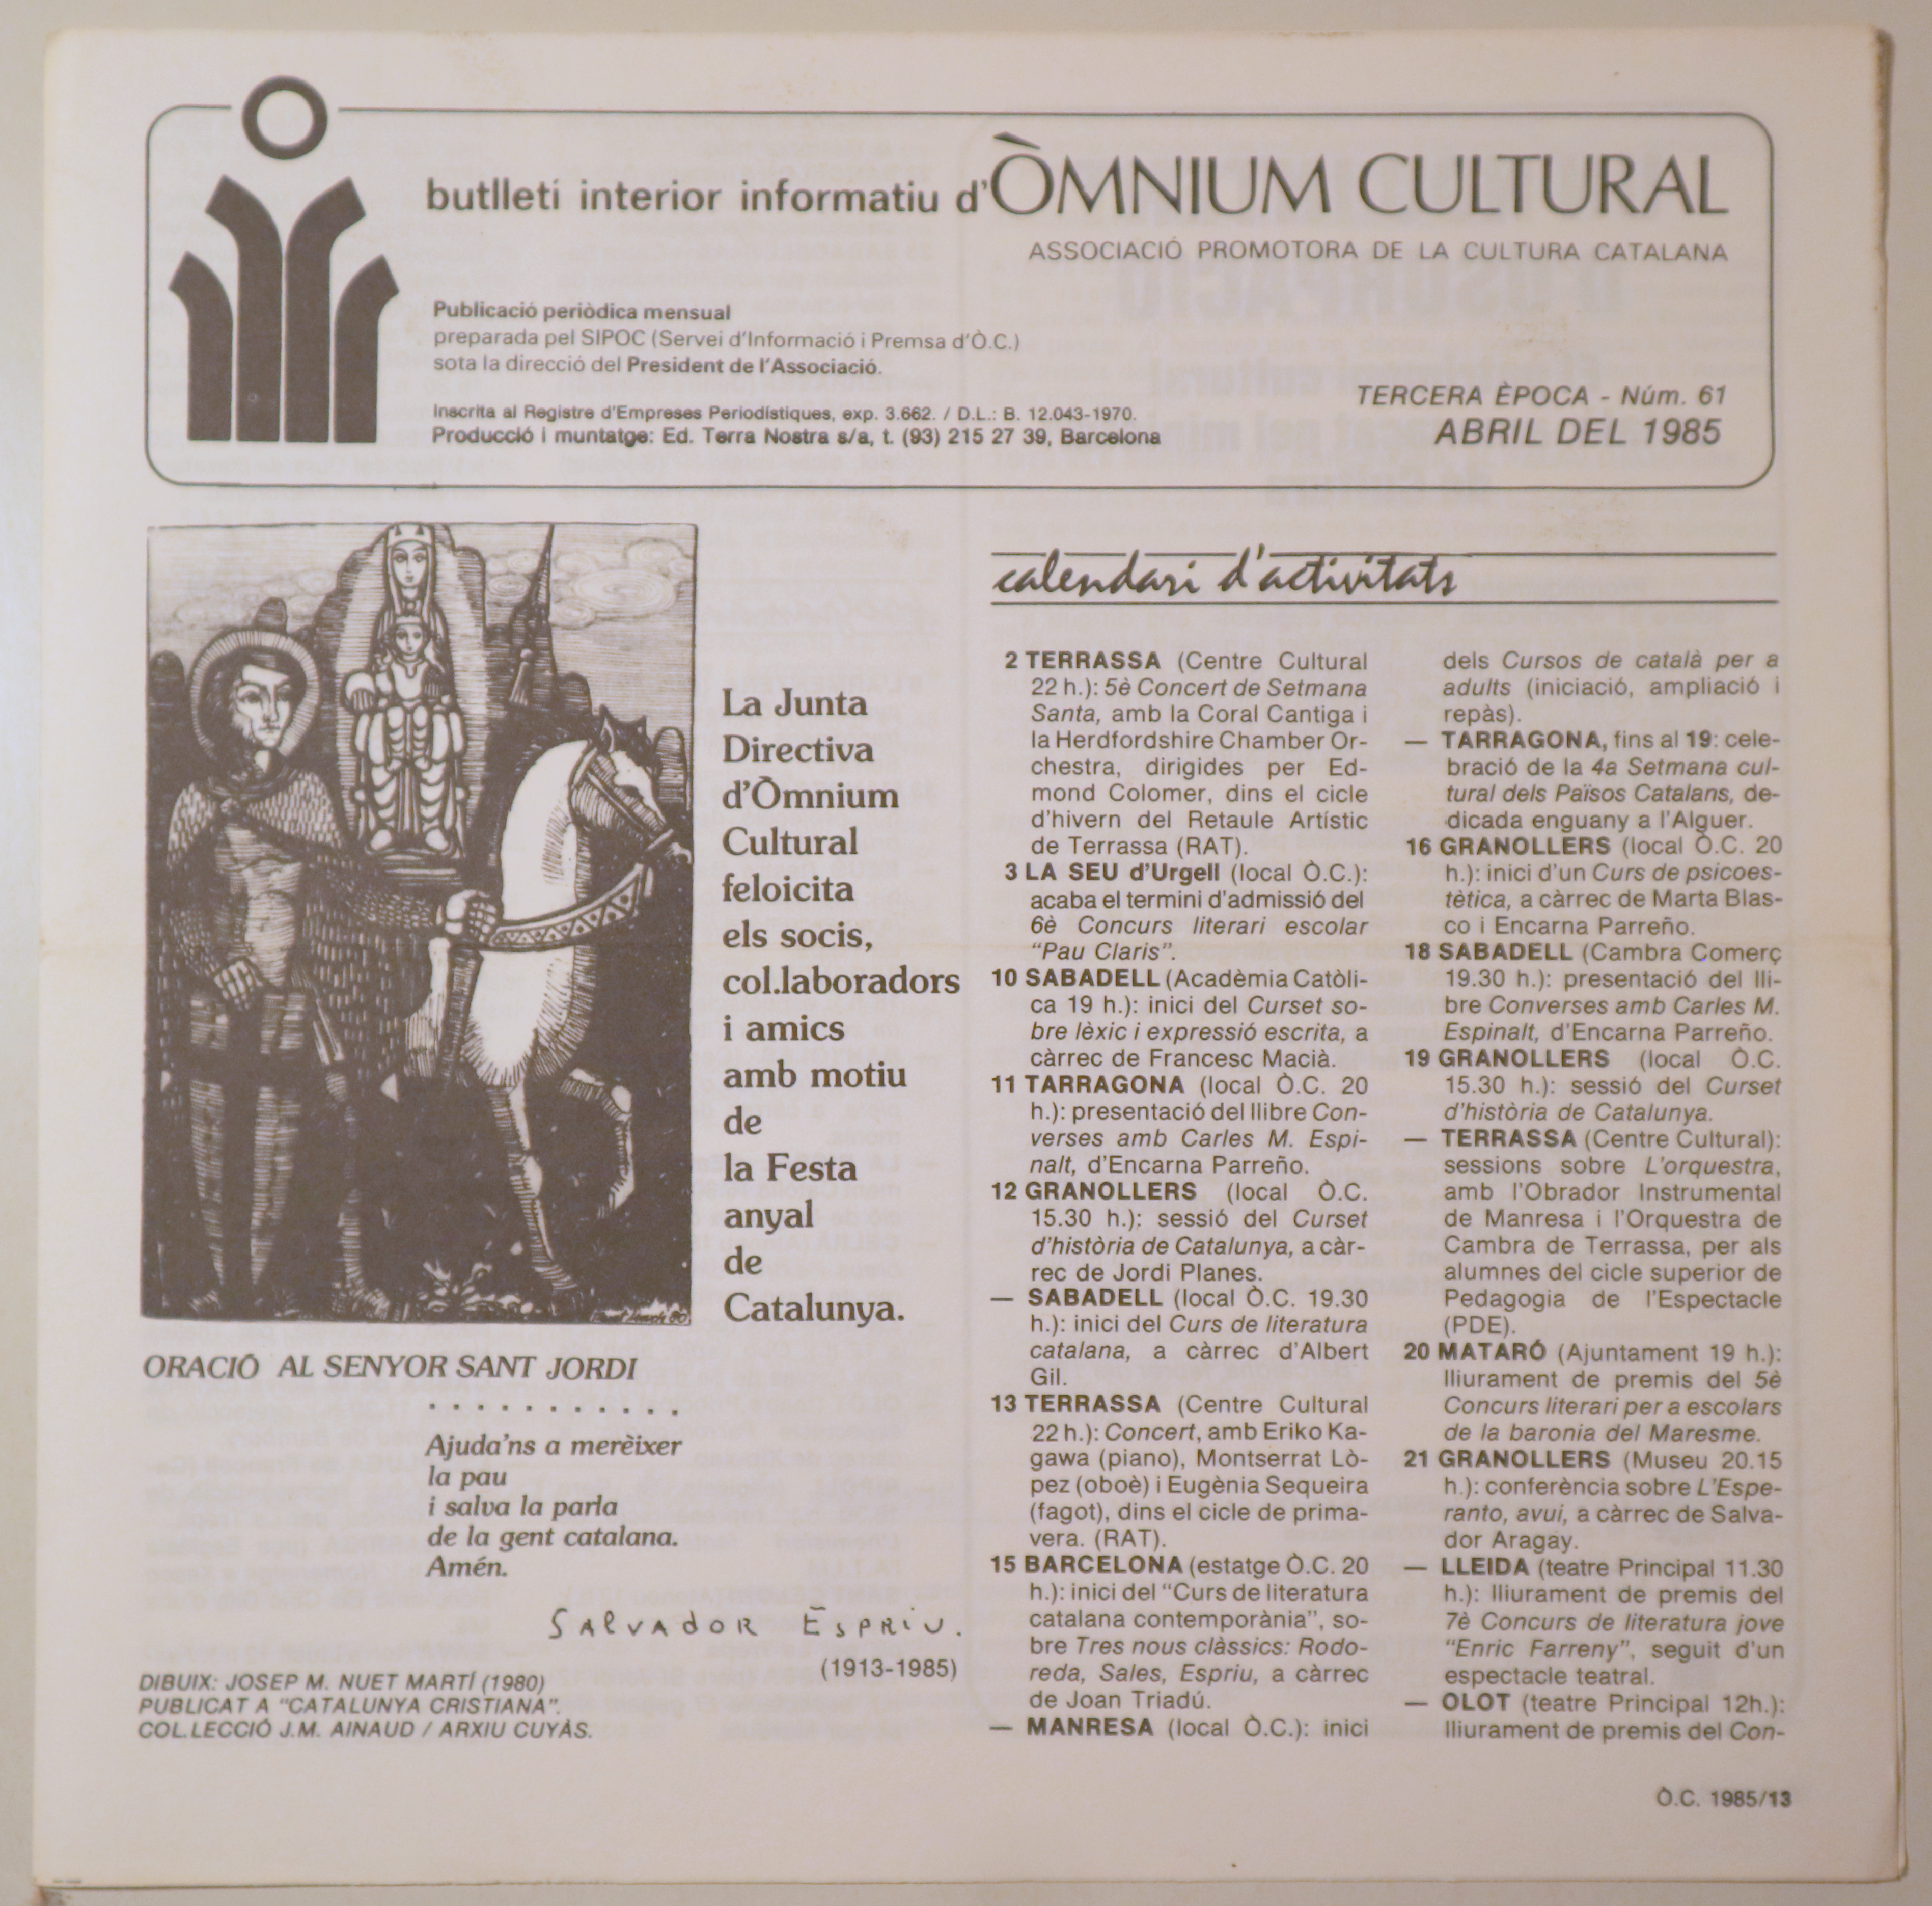 butlletí interior informatiu d'ÒMNIUM CULTURAL
ASSOCIACIÓ PROMOTORA DE LA CULTURA CATALANA
Publicació periòdica mensual
preparada pel SIPOC (Servei d'Informació i Premsa d'Ò.C.)
sota la direcció del President de l'Associació.
Inscrita al Registre d'Empreses Periodístiques, exp. 3.662. / D.L.: B. 12.043-1970.
Producció i muntatge: Ed. Terra Nostra s/a, t. (93) 215 27 39, Barcelona
TERCERA ÈPOCA - Núm. 61
ABRIL DEL 1985
La Junta
Directiva
d'Òmnium
Cultural
feloicita
els socis,
col.laboradors
i amics
amb motiu
de
la Festa
anyal
de
Catalunya.
ORACIÓ AL SENYOR SANT JORDI
. . . . . . . . . . .
Ajuda'ns a merèixer
la pau
i salva la parla
de la gent catalana.
Amén.
SALVADOR ESPRIU.
(1913-1985)
DIBUIX: JOSEP M. NUET MARTÍ (1980)
PUBLICAT A "CATALUNYA CRISTIANA".
COL.LECCIÓ J.M. AINAUD / ARXIU CUYÀS.
calendari d'activitats
2 TERRASSA (Centre Cultural
22 h.): 5è Concert de Setmana
Santa, amb la Coral Cantiga i
la Herdfordshire Chamber Or-
chestra, dirigides per Ed-
mond Colomer, dins el cicle
d'hivern del Retaule Artístic
de Terrassa (RAT).
3 LA SEU d'Urgell (local Ò.C.):
acaba el termini d'admissió del
6è Concurs literari escolar
"Pau Claris".
10 SABADELL (Acadèmia Catòli-
ca 19 h.): inici del Curset so-
bre lèxic i expressió escrita, a
càrrec de Francesc Macià.
11 TARRAGONA (local Ò.C. 20
h.): presentació del llibre Con-
verses amb Carles M. Espi-
nalt, d'Encarna Parreño.
12 GRANOLLERS (local Ò.C.
15.30 h.): sessió del Curset
d'història de Catalunya, a càr-
rec de Jordi Planes.
— SABADELL (local Ò.C. 19.30
h.): inici del Curs de literatura
catalana, a càrrec d'Albert
Gil.
13 TERRASSA (Centre Cultural
22 h.): Concert, amb Eriko Ka-
gawa (piano), Montserrat Lò-
pez (oboè) i Eugènia Sequeira
(fagot), dins el cicle de prima-
vera. (RAT).
15 BARCELONA (estatge Ò.C. 20
h.): inici del "Curs de literatura
catalana contemporània", so-
bre Tres nous clàssics: Rodo-
reda, Sales, Espriu, a càrrec
de Joan Triadú.
— MANRESA (local Ò.C.): inici
dels Cursos de català per a
adults (iniciació, ampliació i
repàs).
— TARRAGONA, fins al 19: cele-
bració de la 4a Setmana cul-
tural dels Països Catalans, de-
dicada enguany a l'Alguer.
16 GRANOLLERS (local Ò.C. 20
h.): inici d'un Curs de psicoes-
tètica, a càrrec de Marta Blas-
co i Encarna Parreño.
18 SABADELL (Cambra Comerç
19.30 h.): presentació del lli-
bre Converses amb Carles M.
Espinalt, d'Encarna Parreño.
19 GRANOLLERS (local Ò.C.
15.30 h.): sessió del Curset
d'història de Catalunya.
— TERRASSA (Centre Cultural):
sessions sobre L'orquestra,
amb l'Obrador Instrumental
de Manresa i l'Orquestra de
Cambra de Terrassa, per als
alumnes del cicle superior de
Pedagogia de l'Espectacle
(PDE).
20 MATARÓ (Ajuntament 19 h.):
lliurament de premis del 5è
Concurs literari per a escolars
de la baronia del Maresme.
21 GRANOLLERS (Museu 20.15
h.): conferència sobre L'Espe-
ranto, avui, a càrrec de Salva-
dor Aragay.
— LLEIDA (teatre Principal 11.30
h.): lliurament de premis del
7è Concurs de literatura jove
"Enric Farreny", seguit d'un
espectacle teatral.
— OLOT (teatre Principal 12h.):
lliurament de premis del Con-
Ò.C. 1985/13